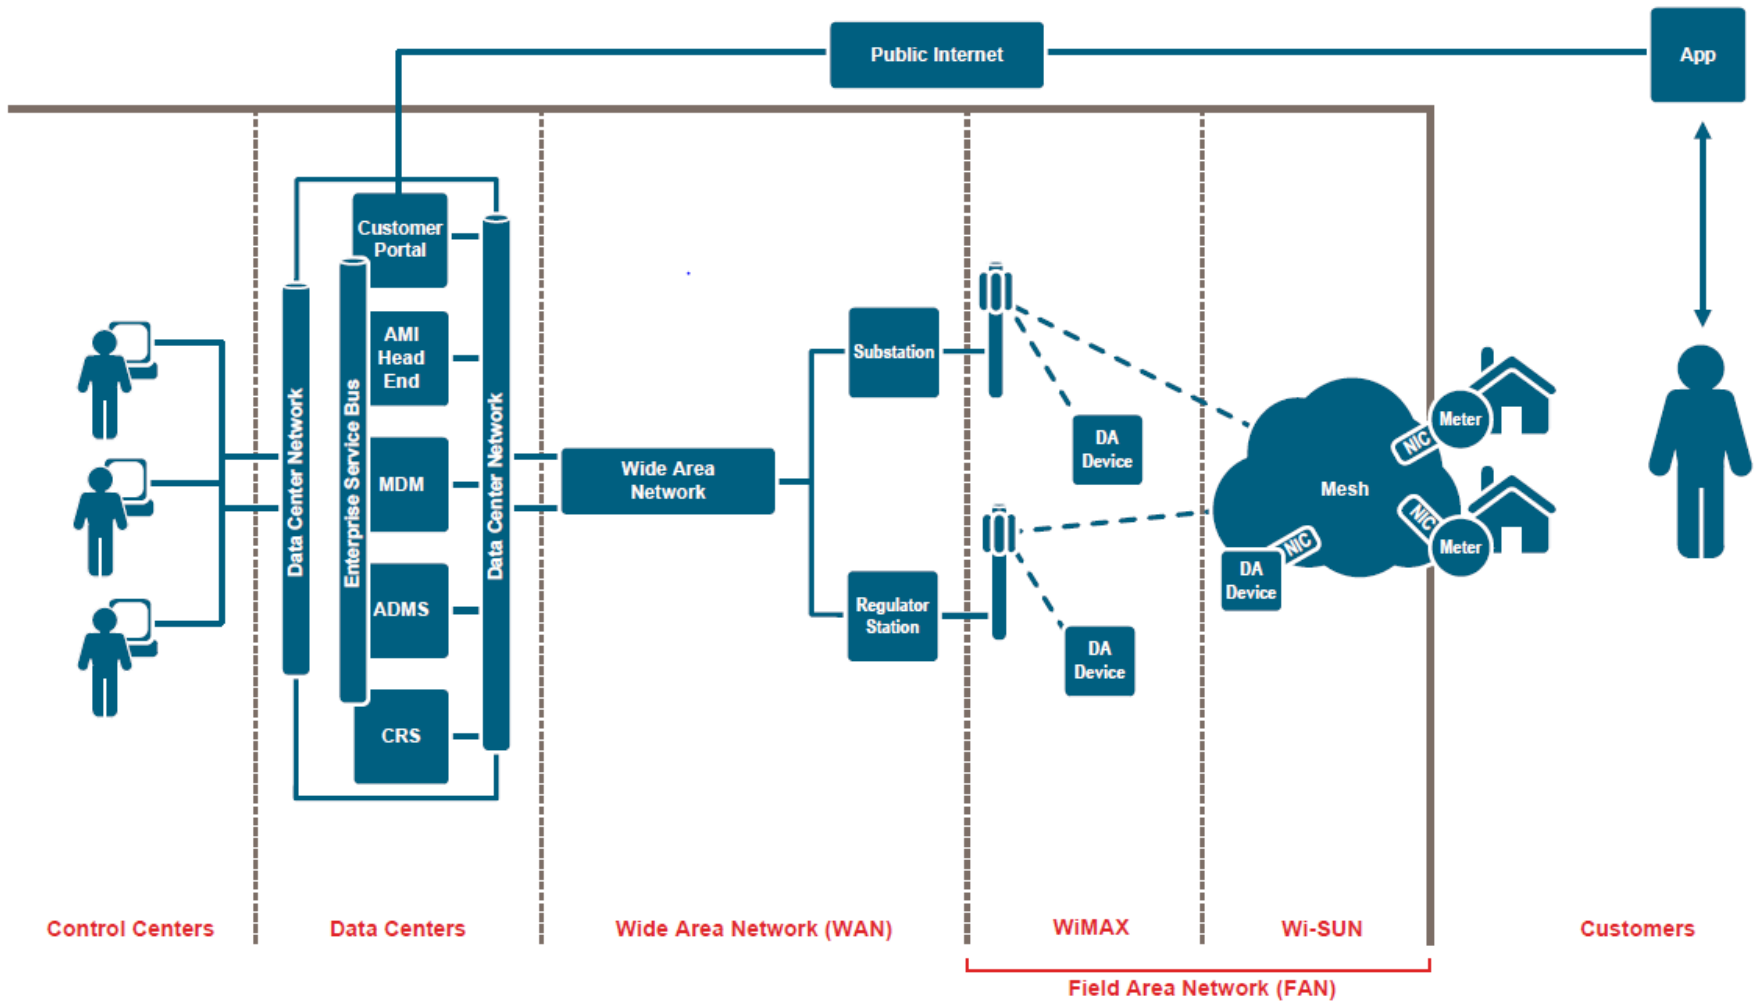 Public Internet
App
Customer
Portal
AMI
Head
End
MDM
ADMS
CRS
Data Center Network
Enterprise Service Bus
Data Center Network
Wide Area
Network
Substation
Regulator
Station
DA
Device
DA
Device
Mesh
NIC
Meter
NIC
Meter
NIC
DA
Device
Control Centers
Data Centers
Wide Area Network (WAN)
WiMAX
Wi-SUN
Customers
Field Area Network (FAN)